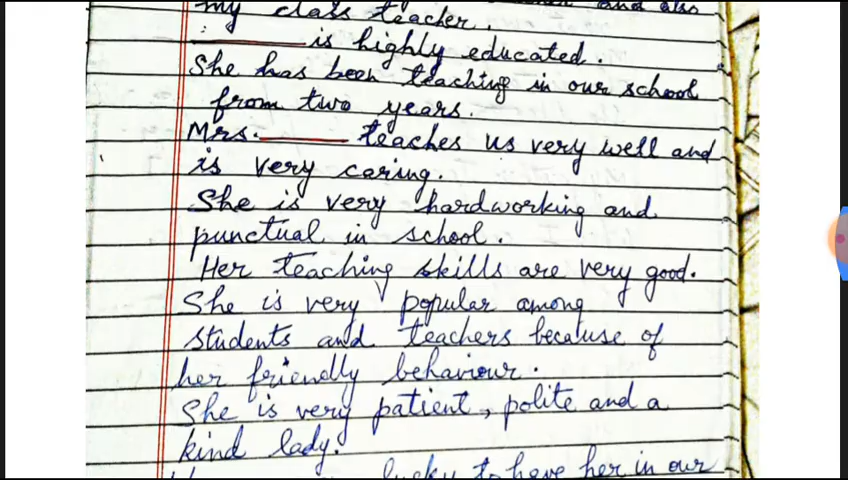 and also
my class teacher.
is highly educated.
She has been teaching in our school
from two years.
Mrs. teaches us very well and
is very caring.
She is very hardworking and
punctual in school.
Her teaching skills are very good.
She is very popular among
students and teachers because of
her friendly behaviour.
She is very patient, polite and a
kind lady.
lucky to have her in our